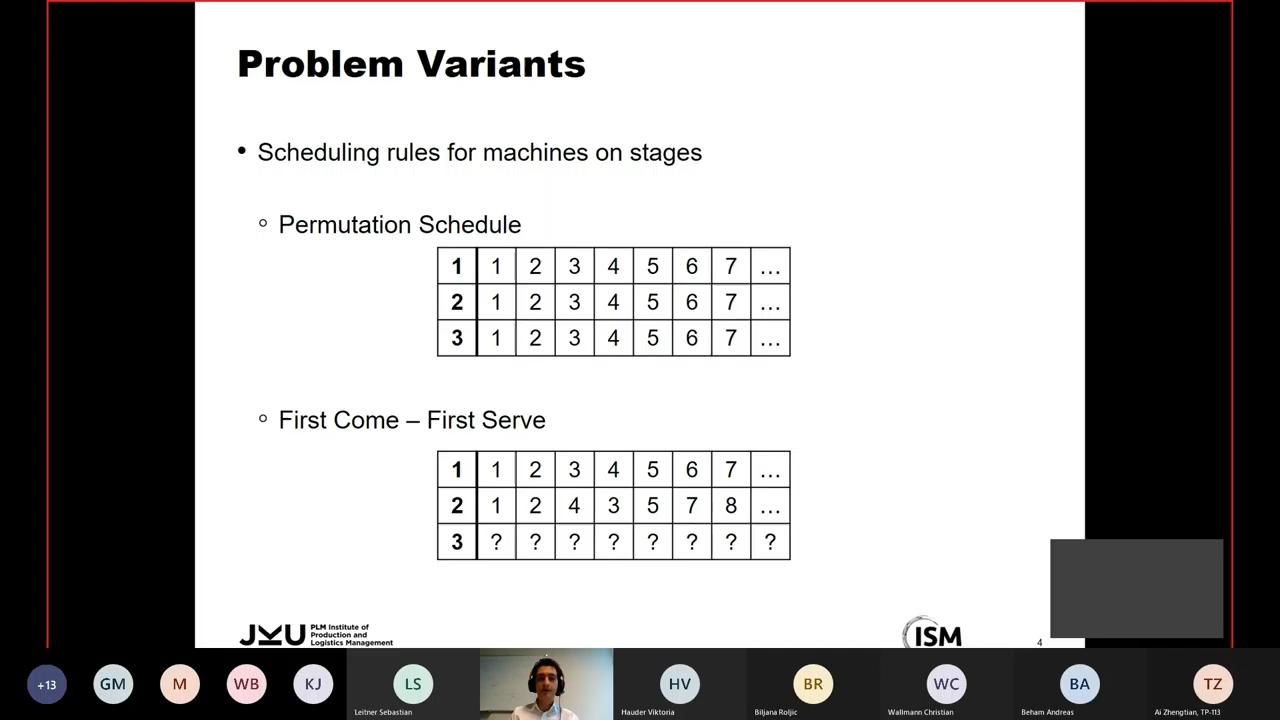 Problem Variants
• Scheduling rules for machines on stages
○ Permutation Schedule
1 1 2 3 4 5 6 7 …
2 1 2 3 4 5 6 7 …
3 1 2 3 4 5 6 7 …
○ First Come – First Serve
1 1 2 3 4 5 6 7 …
2 1 2 4 3 5 7 8 …
3 ? ? ? ? ? ? ? ?
JKU PLM Institute of
Production and
Logistics Management
ISM
4
+13 GM M WB KJ LS HV BR WC BA TZ
Leitner Sebastian Hauder Viktoria Biljana Roljic Wallmann Christian Beham Andreas Ai Zhengtian, TP-113